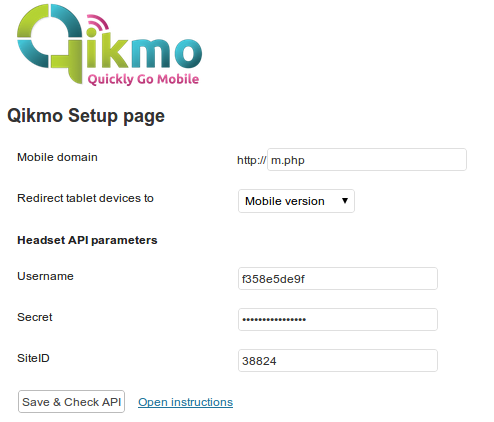 Qikmo
Quickly Go Mobile
Qikmo Setup page
Mobile domain http:// m.php
Redirect tablet devices to Mobile version
Headset API parameters
Username f358e5de9f
Secret ••••••••••••••••
SiteID 38824
Save & Check API Open instructions